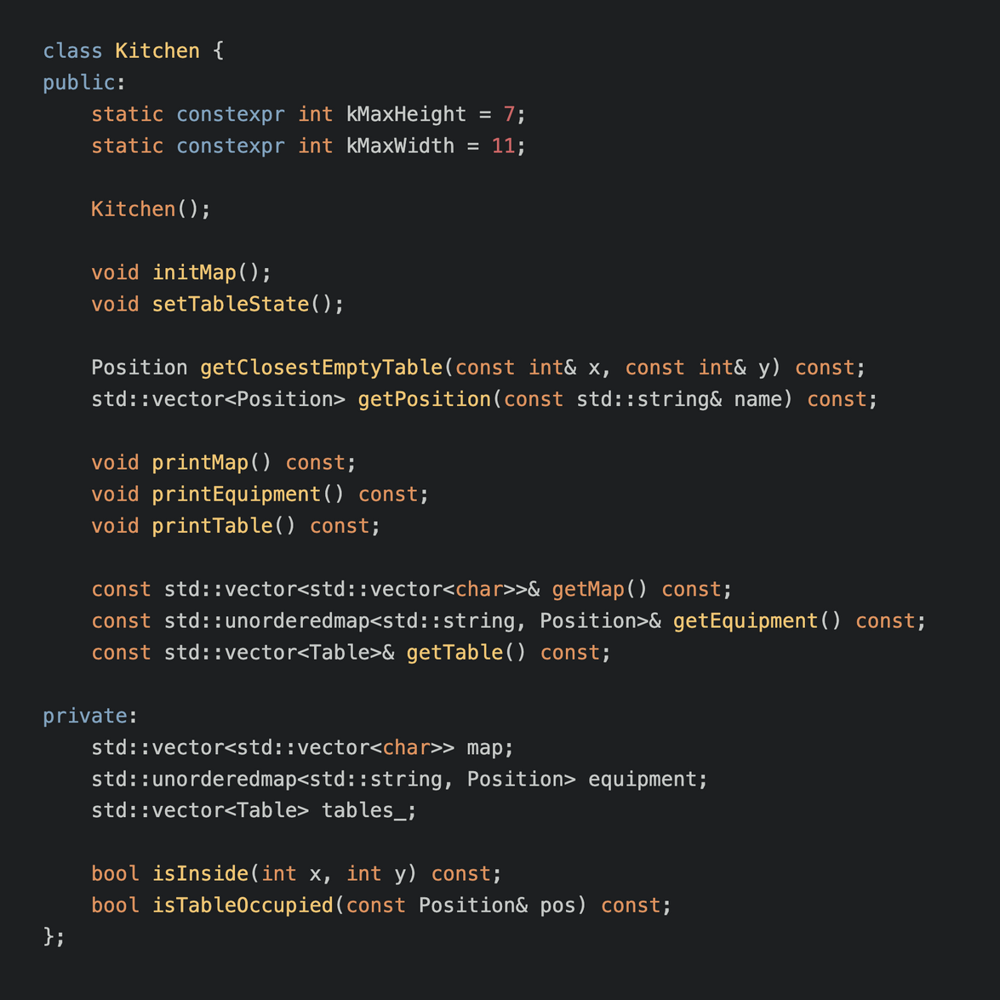 class Kitchen {
public:
    static constexpr int kMaxHeight = 7;
    static constexpr int kMaxWidth = 11;

    Kitchen();

    void initMap();
    void setTableState();

    Position getClosestEmptyTable(const int& x, const int& y) const;
    std::vector<Position> getPosition(const std::string& name) const;

    void printMap() const;
    void printEquipment() const;
    void printTable() const;

    const std::vector<std::vector<char>>& getMap() const;
    const std::unorderedmap<std::string, Position>& getEquipment() const;
    const std::vector<Table>& getTable() const;

private:
    std::vector<std::vector<char>> map;
    std::unorderedmap<std::string, Position> equipment;
    std::vector<Table> tables_;

    bool isInside(int x, int y) const;
    bool isTableOccupied(const Position& pos) const;
};